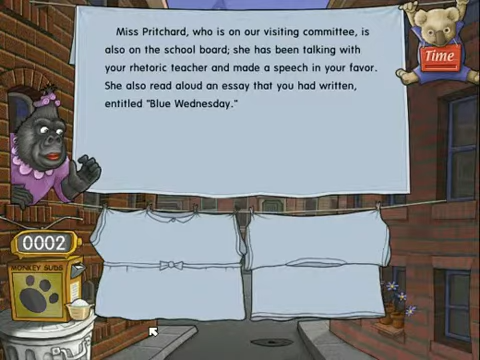 Miss Pritchard, who is on our visiting committee, is
also on the school board; she has been talking with
your rhetoric teacher and made a speech in your favor.
She also read aloud an essay that you had written,
entitled "Blue Wednesday."
Time
0002
MONKEY SUDS